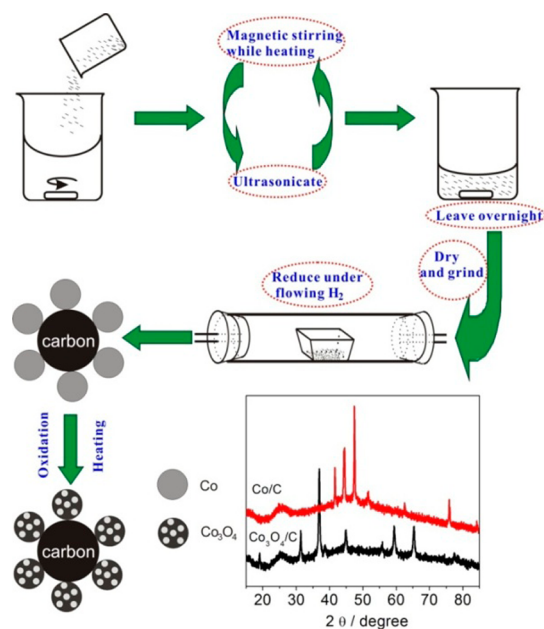 Magnetic stirring
while heating
Ultrasonicate
Leave overnight
Dry
and grind
Reduce under
flowing H₂
carbon
Oxidation
Heating
carbon
Co
Co₃O₄
Co/C
Co₃O₄/C
15 20 30 40 50 60 70 80
2 θ / degree